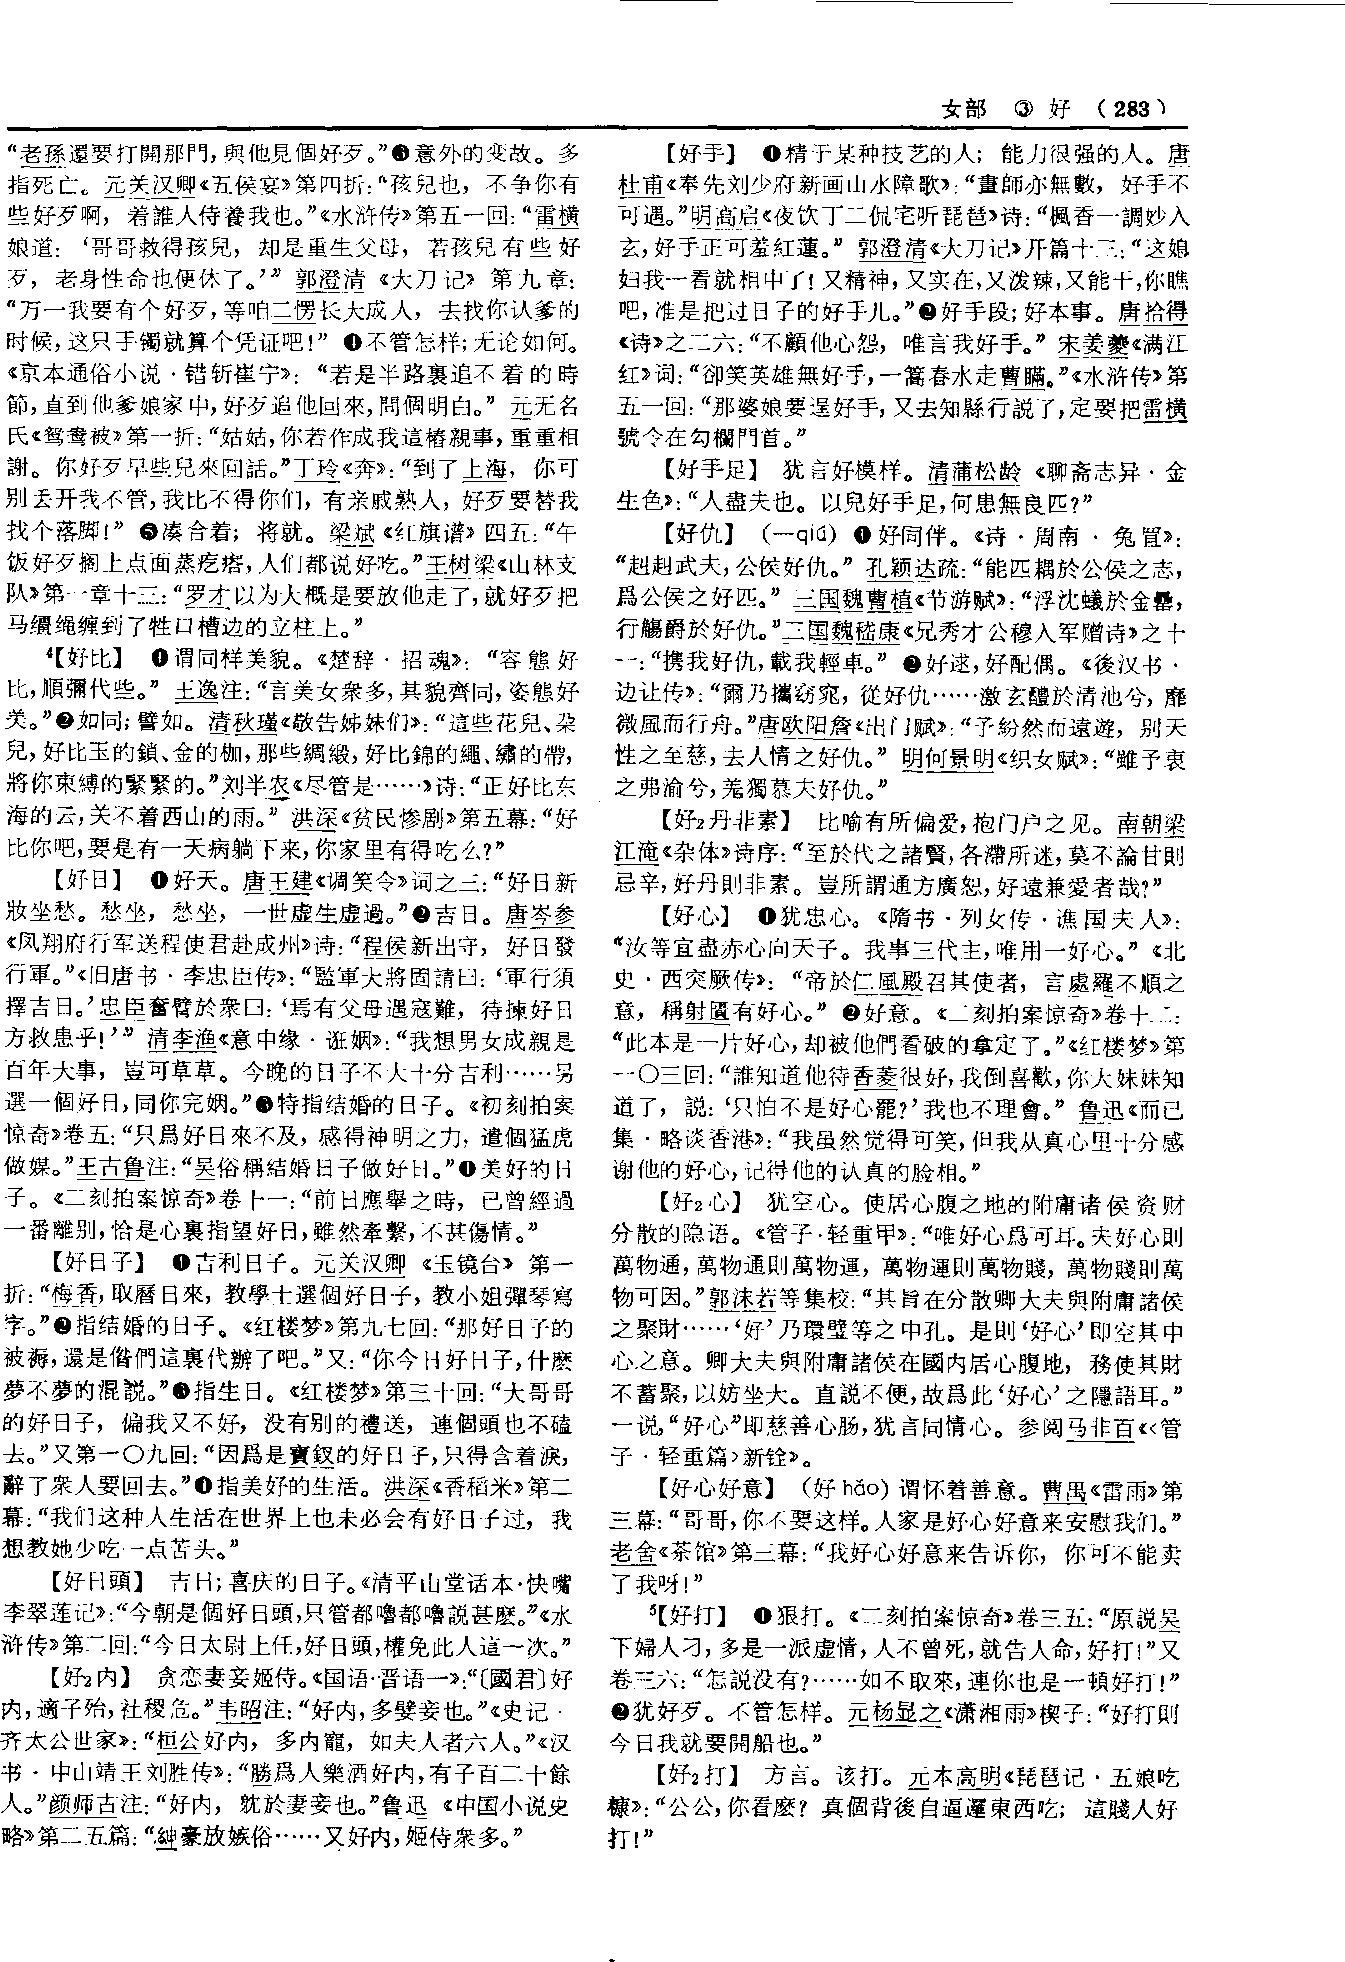 女部 ③ 好 （283）
“老孫還要打開那門，與他見個好歹。”❸意外的变故。多
指死亡。元关汉卿《五侯宴》第四折：“孩兒也，不争你有
些好歹啊，着誰人侍養我也。”《水浒传》第五一回：“雷横
娘道：‘哥哥救得孩兒，却是重生父母，若孩兒有些好
歹，老身性命也便休了。’” 郭澄清《大刀记》第九章：
“万一我要有个好歹，等咱二愣长大成人，去找你认爹的
时候，这只手镯就算个凭证吧！” ❹不管怎样；无论如何。
《京本通俗小说·错斩崔宁》：“若是半路裏追不着的時
節，直到他爹娘家中，好歹追他回來，問個明白。” 元无名
氏《鸳鸯被》第一折：“姑姑，你若作成我這樁親事，重重相
謝。你好歹早些兒來回話。”丁玲《奔》：“到了上海，你可
别丢开我不管，我比不得你们，有亲戚熟人，好歹要替我
找个落脚！” ❺凑合着；将就。梁斌《红旗谱》四五：“午
饭好歹搁上点面蒸疙瘩，人们都说好吃。”王树梁《山林支
队》第一章十三：“罗才以为大概是要放他走了，就好歹把
马缰绳缠到了牲口槽边的立柱上。”
4【好比】 ❶谓同样美貌。《楚辞·招魂》：“容態好
比，順彌代些。” 王逸注：“言美女衆多，其貌齊同，姿態好
美。”❷如同；譬如。清秋瑾《敬告姊妹们》：“這些花兒、朵
兒，好比玉的鎖、金的枷，那些綢緞，好比錦的繩、繡的帶，
將你束縛的緊緊的。”刘半农《尽管是……》诗：“正好比东
海的云，关不着西山的雨。” 洪深《贫民惨剧》第五幕：“好
比你吧，要是有一天病躺下来，你家里有得吃么？”
【好日】 ❶好天。唐王建《调笑令》词之三：“好日新
妝坐愁。愁坐，愁坐，一世虚生虚過。”❷吉日。唐岑参
《凤翔府行军送程使君赴成州》诗：“程侯新出守，好日發
行軍。”《旧唐书·李忠臣传》：“監軍大將固請曰：‘軍行須
擇吉日。’忠臣奮臂於衆曰：‘焉有父母遇寇難，待揀好日
方救患乎！’” 清李渔《意中缘·诳姻》：“我想男女成親是
百年大事，豈可草草。今晚的日子不大十分吉利……另
選一個好日，同你完姻。”❸特指结婚的日子。《初刻拍案
惊奇》卷五：“只爲好日來不及，感得神明之力，遣個猛虎
做媒。”王古鲁注：“吴俗稱結婚日子做好日。”❹美好的日
子。《二刻拍案惊奇》卷十一：“前日應舉之時，已曾經過
一番離别，恰是心裏指望好日，雖然牽繫，不甚傷情。”
【好日子】 ❶吉利日子。元关汉卿《玉镜台》第一
折：“梅香，取曆日來，教學士選個好日子，教小姐彈琴寫
字。”❷指结婚的日子。《红楼梦》第九七回：“那好日子的
被褥，還是偺們這裏代辦了吧。”又：“你今日好日子，什麽
夢不夢的混説。”❸指生日。《红楼梦》第三十回：“大哥哥
的好日子，偏我又不好，没有别的禮送，連個頭也不磕
去。”又第一〇九回：“因爲是寶釵的好日子，只得含着淚，
辭了衆人要回去。”❹指美好的生活。洪深《香稻米》第二
幕：“我们这种人生活在世界上也未必会有好日子过，我
想教她少吃一点苦头。”
【好日頭】 吉日；喜庆的日子。《清平山堂话本·快嘴
李翠莲记》：“今朝是個好日頭，只管都嚕都嚕説甚麽。”《水
浒传》第二回：“今日太尉上任，好日頭，權免此人這一次。”
【好2内】 贪恋妻妾姬侍。《国语·晋语一》：“〔國君〕好
内，適子殆，社稷危。”韦昭注：“好内，多嬖妾也。”《史记·
齐太公世家》：“桓公好内，多内寵，如夫人者六人。”《汉
书·中山靖王刘胜传》：“勝爲人樂酒好内，有子百二十餘
人。”颜师古注：“好内，躭於妻妾也。”鲁迅《中国小说史
略》第二五篇：“紳豪放嫉俗……又好内，姬侍衆多。”
【好手】 ❶精于某种技艺的人；能力很强的人。唐
杜甫《奉先刘少府新画山水障歌》：“畫師亦無數，好手不
可遇。”明高启《夜饮丁二侃宅听琵琶》诗：“楓香一調妙入
玄，好手正可羞紅蓮。” 郭澄清《大刀记》开篇十三：“这媳
妇我一看就相中了！又精神，又实在，又泼辣，又能干，你瞧
吧，准是把过日子的好手儿。”❷好手段；好本事。唐拾得
《诗》之二六：“不顧他心怨，唯言我好手。” 宋姜夔《满江
红》词：“卻笑英雄無好手，一篙春水走曹瞞。”《水浒传》第
五一回：“那婆娘要逞好手，又去知縣行説了，定要把雷横
號令在勾欄門首。”
【好手足】 犹言好模样。清蒲松龄《聊斋志异·金
生色》：“人盡夫也。以兒好手足，何患無良匹？”
【好仇】 （—qiú）❶好同伴。《诗·周南·兔罝》：
“赳赳武夫，公侯好仇。” 孔颖达疏：“能匹耦於公侯之志，
爲公侯之好匹。” 三国魏曹植《节游赋》：“浮沈蟻於金罍，
行觴爵於好仇。”三国魏嵇康《兄秀才公穆入军赠诗》之十
一：“携我好仇，載我輕車。” ❷好逑，好配偶。《後汉书·
边让传》：“爾乃攜窈窕，從好仇……激玄醴於清池兮，靡
微風而行舟。”唐欧阳詹《出门赋》：“予紛然而遠遊，别天
性之至慈，去人情之好仇。” 明何景明《织女赋》：“雖予衷
之弗渝兮，羌獨慕夫好仇。”
【好2丹非素】 比喻有所偏爱，抱门户之见。南朝梁
江淹《杂体》诗序：“至於代之諸賢，各滯所迷，莫不論甘則
忌辛，好丹則非素。豈所謂通方廣恕，好遠兼愛者哉？”
【好心】 ❶犹忠心。《隋书·列女传·谯国夫人》：
“汝等宜盡赤心向天子。我事三代主，唯用一好心。” 《北
史·西突厥传》：“帝於仁風殿召其使者，言處羅不順之
意，稱射匱有好心。” ❷好意。《二刻拍案惊奇》卷十二：
“此本是一片好心，却被他們看破的拿定了。”《红楼梦》第
一〇三回：“誰知道他待香菱很好，我倒喜歡，你大妹妹知
道了，説：‘只怕不是好心罷？’我也不理會。” 鲁迅《而已
集·略谈香港》：“我虽然觉得可笑，但我从真心里十分感
谢他的好心，记得他的认真的脸相。”
【好2心】 犹空心。使居心腹之地的附庸诸侯资财
分散的隐语。《管子·轻重甲》：“唯好心爲可耳。夫好心則
萬物通，萬物通則萬物運，萬物運則萬物賤，萬物賤則萬
物可因。”郭沫若等集校：“其旨在分散卿大夫與附庸諸侯
之聚財……‘好’乃環璧等之中孔。是則‘好心’即空其中
心之意。卿大夫與附庸諸侯在國内居心腹地，務使其財
不蓄聚，以妨坐大。直説不便，故爲此‘好心’之隱語耳。”
一说，“好心”即慈善心肠，犹言同情心。参阅马非百《〈管
子·轻重篇〉新铨》。
【好心好意】 （好hǎo）谓怀着善意。曹禺《雷雨》第
三幕：“哥哥，你不要这样。人家是好心好意来安慰我们。”
老舍《茶馆》第三幕：“我好心好意来告诉你，你可不能卖
了我呀！”
5【好打】 ❶狠打。《二刻拍案惊奇》卷三五：“原説吴
下婦人刁，多是一派虚情，人不曾死，就告人命，好打！”又
卷三六：“怎説没有？……如不取來，連你也是一頓好打！”
❷犹好歹。不管怎样。元杨显之《潇湘雨》楔子：“好打則
今日我就要開船也。”
【好2打】 方言。该打。元本高明《琵琶记·五娘吃
糠》：“公公，你看麽？真個背後自逼邏東西吃；這賤人好
打！”